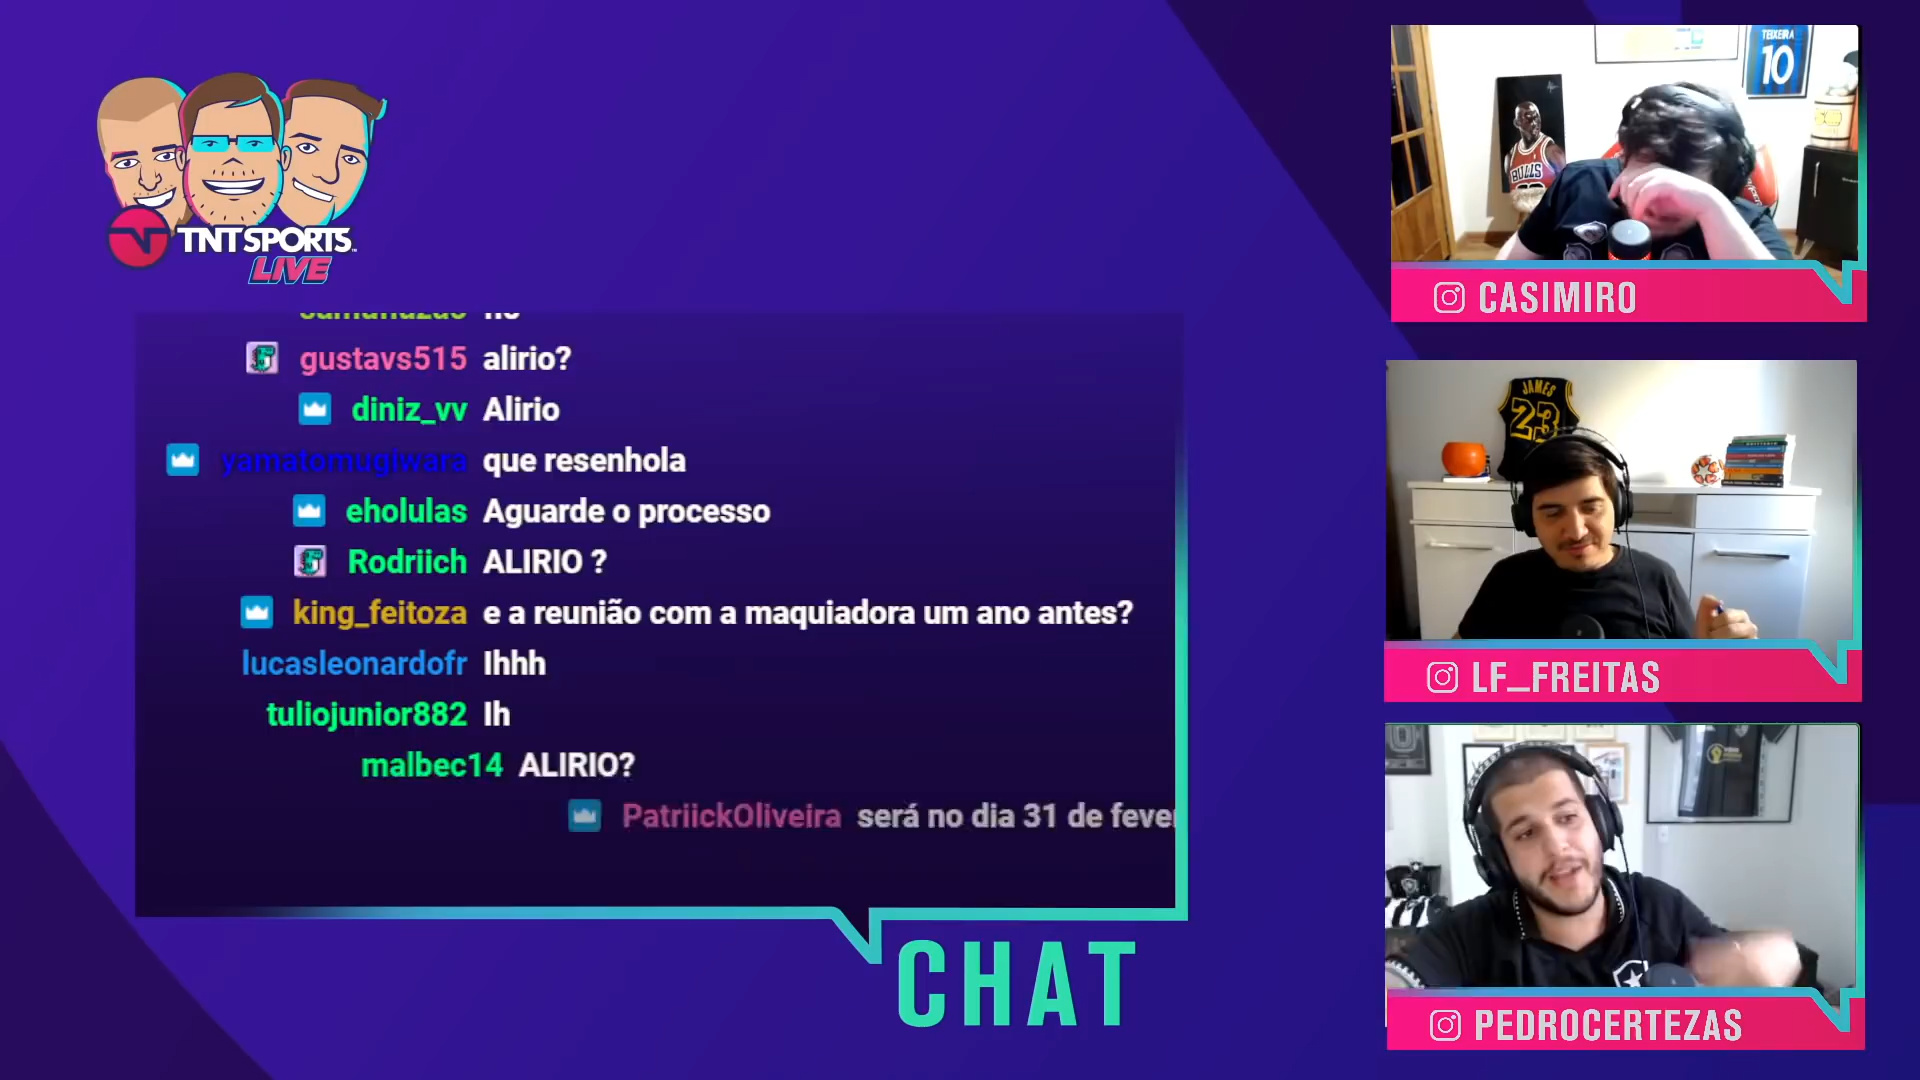 TNT SPORTS
LIVE
no
gustavs515 alirio?
diniz_vv Alirio
yamatomugiwara que resenhola
eholulas Aguarde o processo
Rodriich ALIRIO ?
king_feitoza e a reunião com a maquiadora um ano antes?
lucasleonardofr Ihhh
tuliojunior882 Ih
malbec14 ALIRIO?
PatriickOliveira será no dia 31 de fever
CHAT
TEIXEIRA
10
BULLS
CASIMIRO
JAMES
23
LF_FREITAS
PEDROCERTEZAS